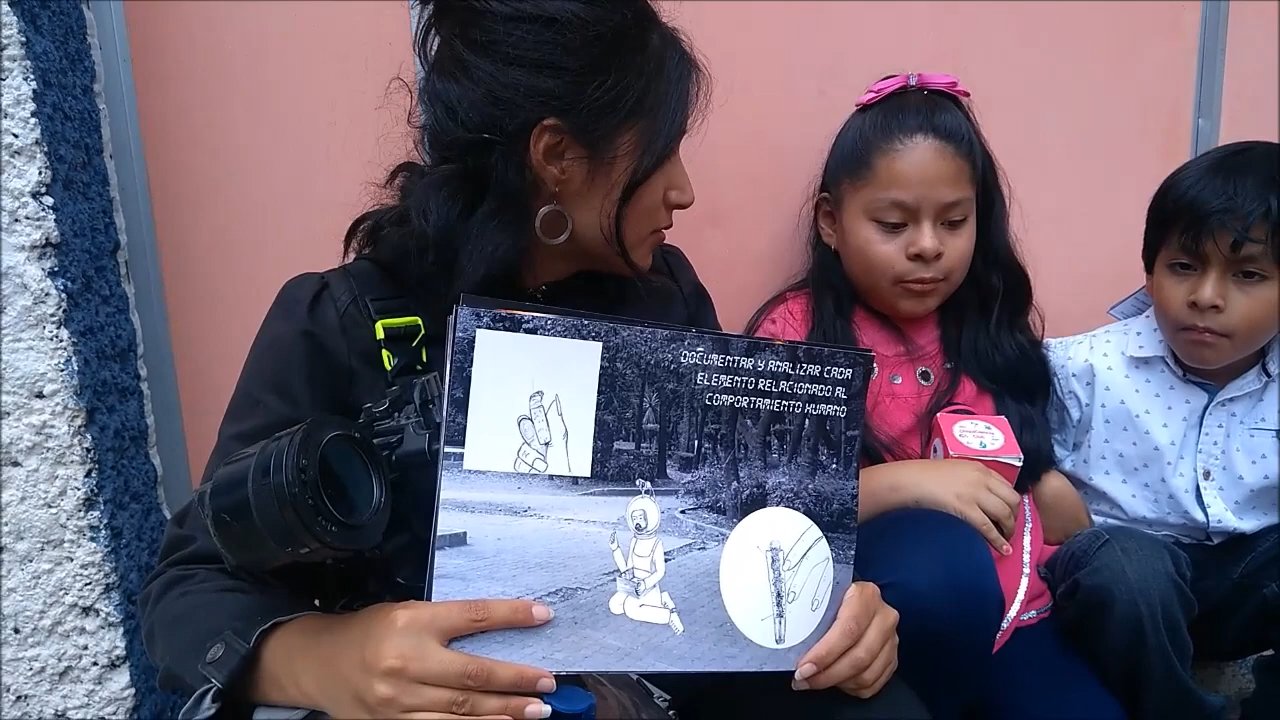 DOCUMENTAR Y ANALIZAR CADA
ELEMENTO RELACIONADO AL
COMPORTAMIENTO HUMANO